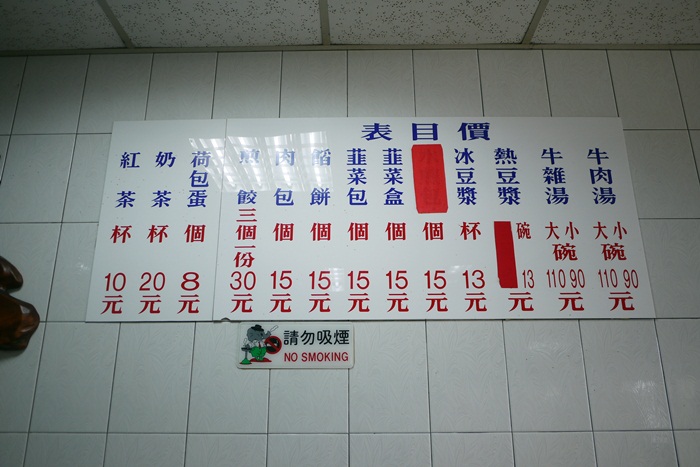 價目表
牛肉湯 大小碗 110 90元
牛雜湯 大小碗 110 90元
熱豆漿 碗 13元
冰豆漿 杯 13元
個 15元
韮菜盒 個 15元
韮菜包 個 15元
餡餅 個 15元
肉包 個 15元
煎餃 三個一份 30元
荷包蛋 個 8元
奶茶 杯 20元
紅茶 杯 10元
請勿吸煙
NO SMOKING